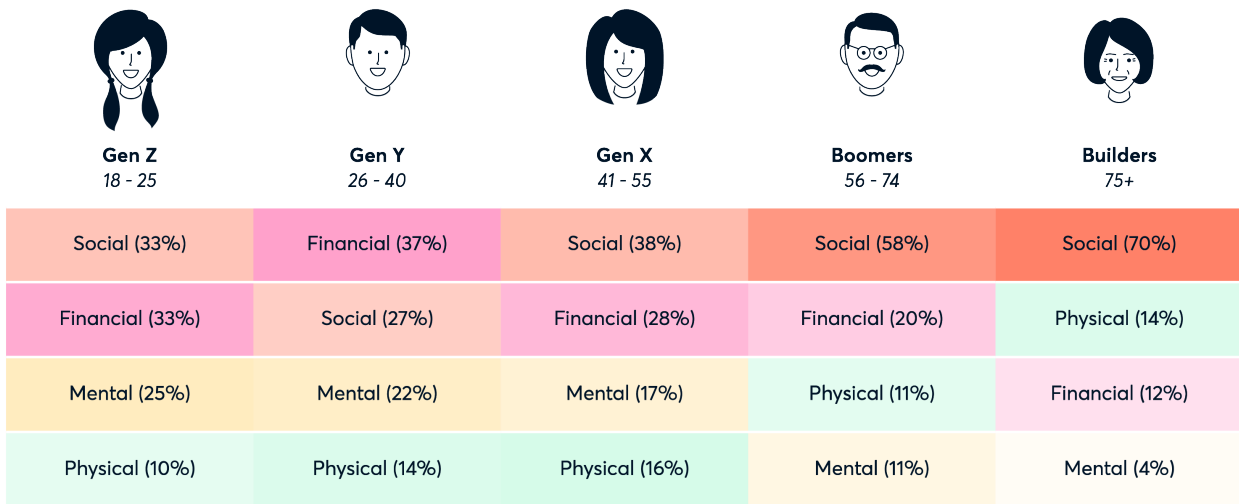 Gen Z Gen Y Gen X Boomers Builders
18 - 25 26 - 40 41 - 55 56 - 74 75+
Social (33%) Financial (37%) Social (38%) Social (58%) Social (70%)
Financial (33%) Social (27%) Financial (28%) Financial (20%) Physical (14%)
Mental (25%) Mental (22%) Mental (17%) Physical (11%) Financial (12%)
Physical (10%) Physical (14%) Physical (16%) Mental (11%) Mental (4%)